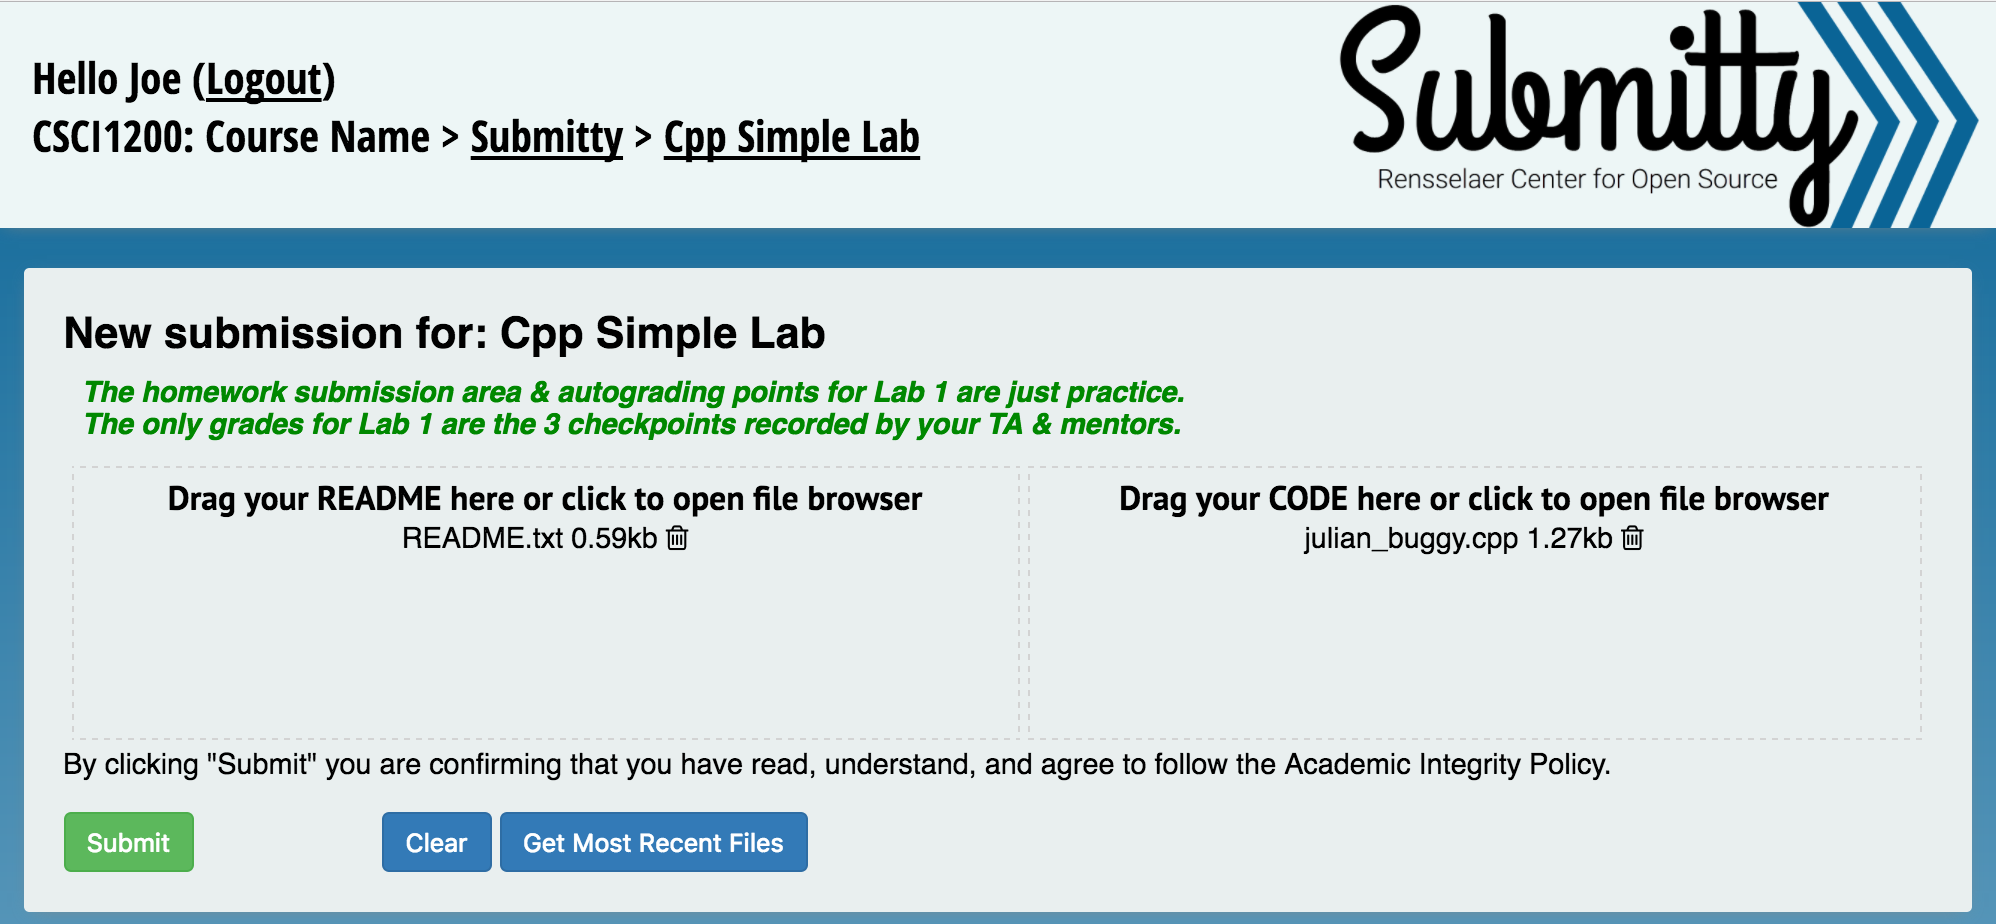 Hello Joe (Logout)
CSCI1200: Course Name > Submitty > Cpp Simple Lab
Submitty
Rensselaer Center for Open Source
New submission for: Cpp Simple Lab
The homework submission area & autograding points for Lab 1 are just practice.
The only grades for Lab 1 are the 3 checkpoints recorded by your TA & mentors.
Drag your README here or click to open file browser
README.txt 0.59kb
Drag your CODE here or click to open file browser
julian_buggy.cpp 1.27kb
By clicking "Submit" you are confirming that you have read, understand, and agree to follow the Academic Integrity Policy.
Submit
Clear
Get Most Recent Files